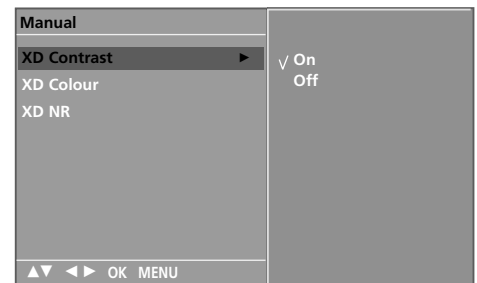 Manual
XD Contrast ►
XD Colour
XD NR
√ On
Off
▲▼ ◄► OK MENU